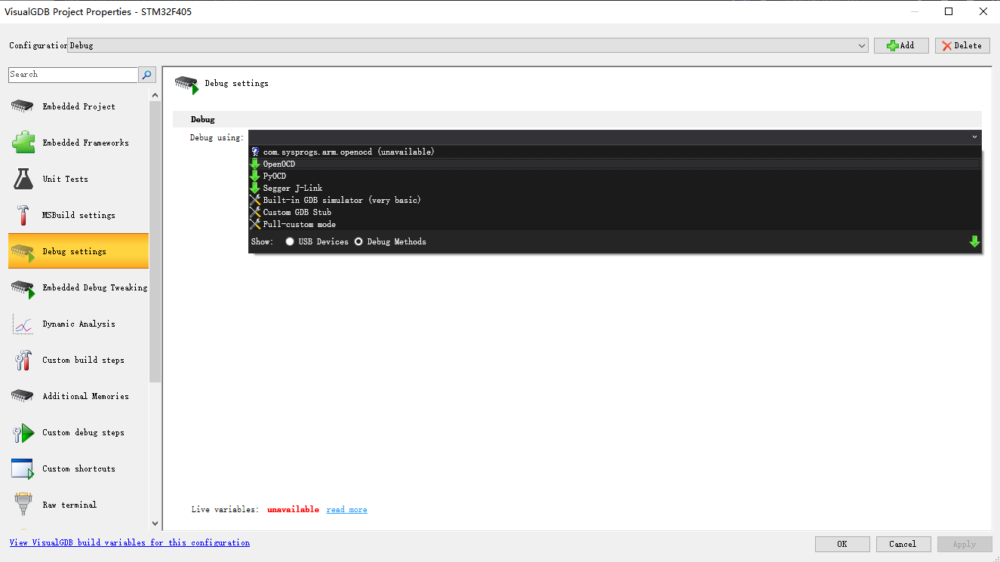 VisualGDB Project Properties - STM32F405
Configuration Debug Add Delete
Search
Embedded Project
Embedded Frameworks
Unit Tests
MSBuild settings
Debug settings
Embedded Debug Tweaking
Dynamic Analysis
Custom build steps
Additional Memories
Custom debug steps
Custom shortcuts
Raw terminal
Debug settings
Debug
Debug using:
com.sysprogs.arm.openocd (unavailable)
OpenOCD
PyOCD
Segger J-Link
Built-in GDB simulator (very basic)
Custom GDB Stub
Full-custom mode
Show: USB Devices Debug Methods
Live variables: unavailable read more
View VisualGDB build variables for this configuration
OK Cancel Apply